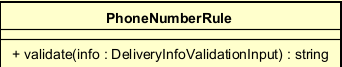 PhoneNumberRule
+ validate(info : DeliveryInfoValidationInput) : string